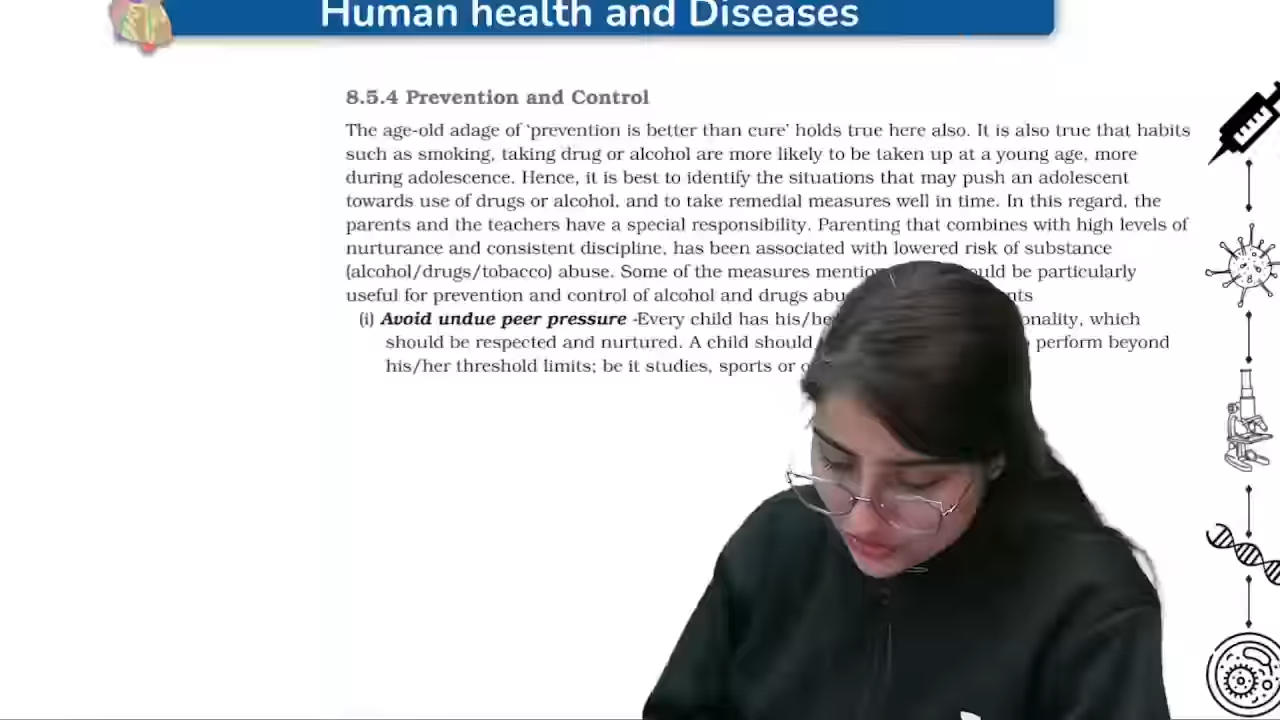 Human health and Diseases
8.5.4 Prevention and Control
The age-old adage of ‘prevention is better than cure’ holds true here also. It is also true that habits
such as smoking, taking drug or alcohol are more likely to be taken up at a young age, more
during adolescence. Hence, it is best to identify the situations that may push an adolescent
towards use of drugs or alcohol, and to take remedial measures well in time. In this regard, the
parents and the teachers have a special responsibility. Parenting that combines with high levels of
nurturance and consistent discipline, has been associated with lowered risk of substance
(alcohol/drugs/tobacco) abuse. Some of the measures be particularly
useful for prevention and control of alcohol and drugs
(i) Avoid undue peer pressure -Every child has which
should be respected and nurtured. A child should perform beyond
his/her threshold limits; be it studies, sports or